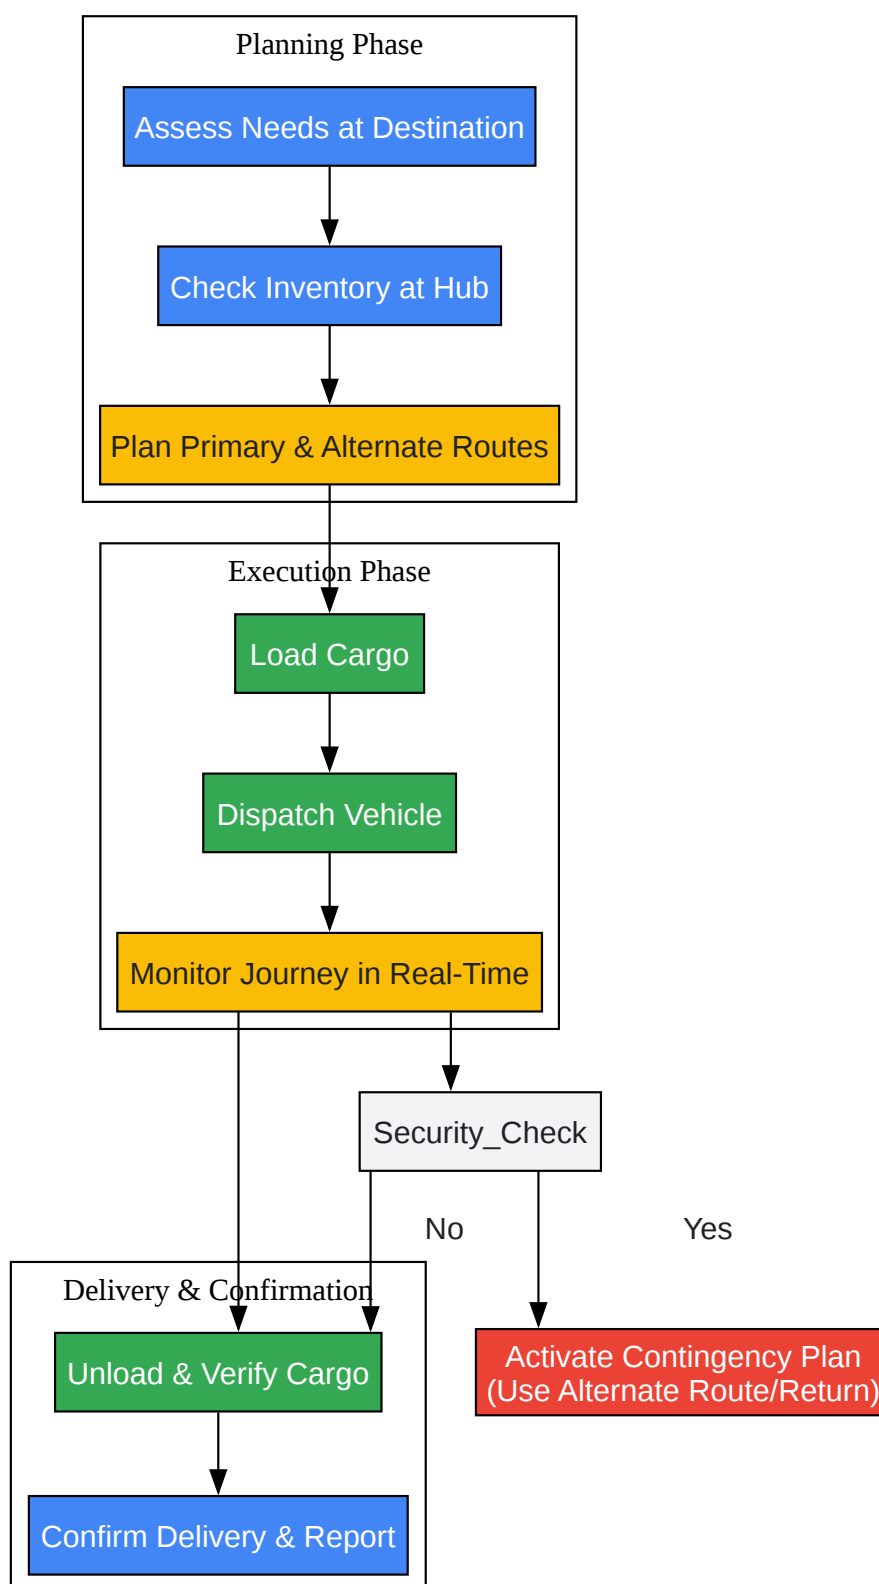 Planning Phase
Assess Needs at Destination
Check Inventory at Hub
Plan Primary & Alternate Routes
Execution Phase
Load Cargo
Dispatch Vehicle
Monitor Journey in Real-Time
Security_Check
No
Yes
Delivery & Confirmation
Unload & Verify Cargo
Activate Contingency Plan
(Use Alternate Route/Return)
Confirm Delivery & Report